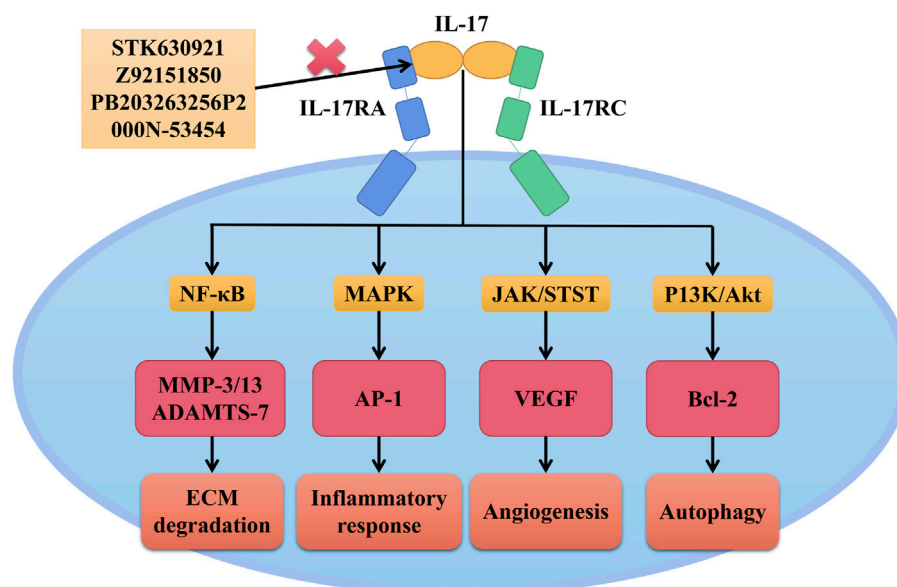 IL-17
STK630921
Z92151850
PB203263256P2
000N-53454
IL-17RA
IL-17RC
NF-κB
MAPK
JAK/STST
P13K/Akt
MMP-3/13
ADAMTS-7
AP-1
VEGF
Bcl-2
ECM
degradation
Inflammatory
response
Angiogenesis
Autophagy